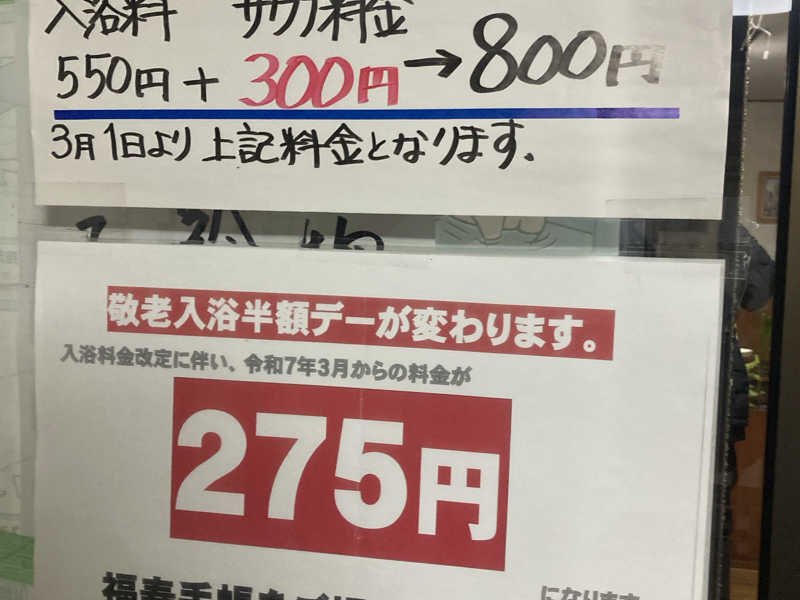 入浴料 サウナ料金
550円+300円→800円
3月1日より上記料金となります.
敬老入浴半額デーが変わります。
入浴料金改定に伴い、令和7年3月からの料金が
275円
福寿手帳
になります